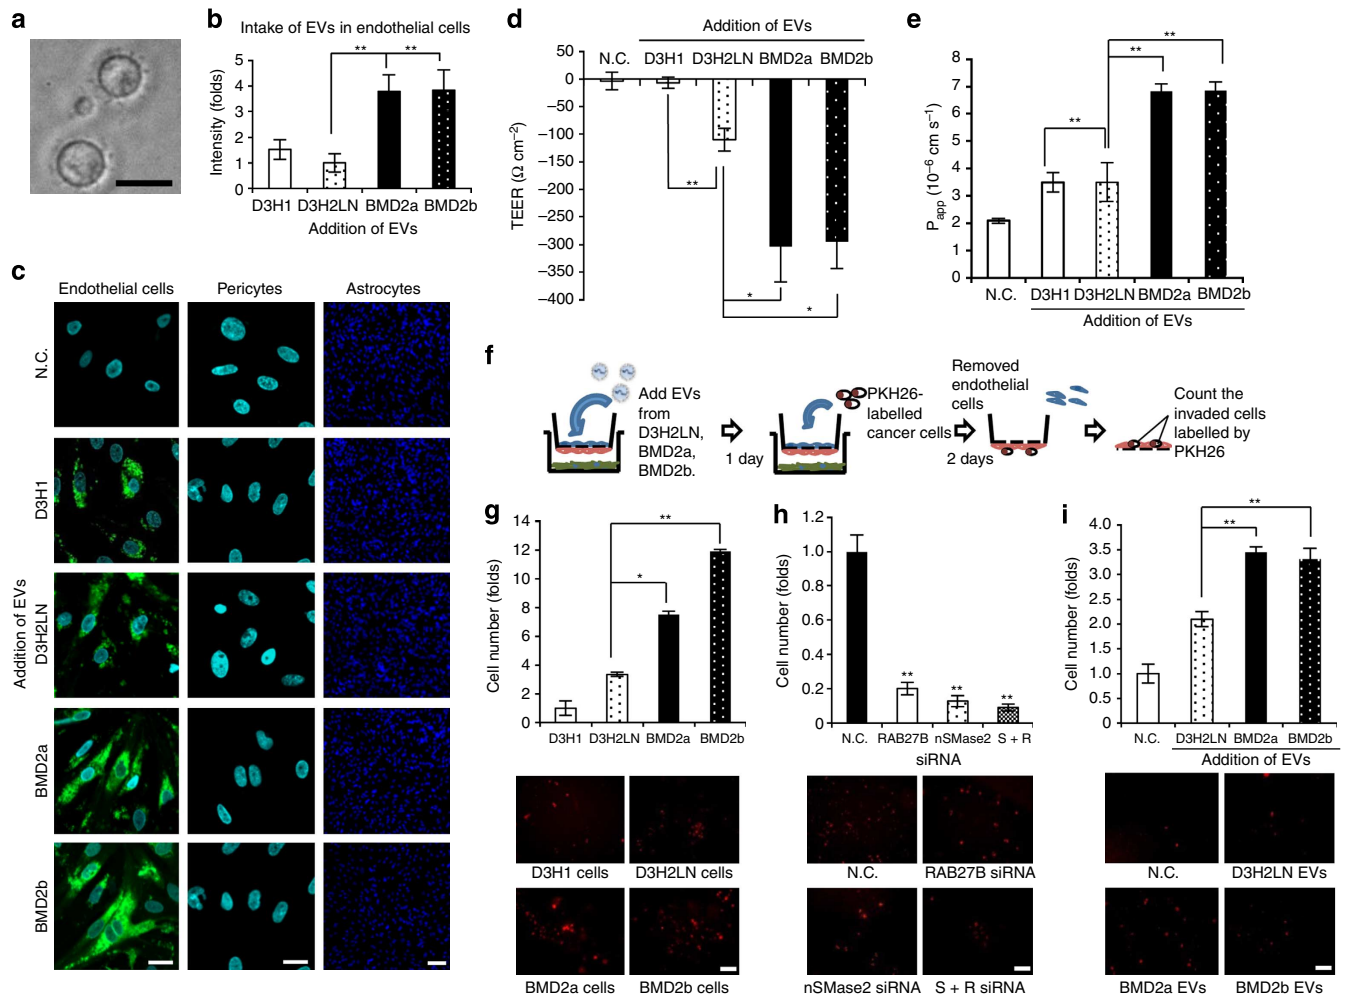 a
b
Intake of EVs in endothelial cells
** **
Intensity (folds)
5
4
3
2
1
0
D3H1 D3H2LN BMD2a BMD2b
Addition of EVs
c
Endothelial cells Pericytes Astrocytes
N.C.
D3H1
D3H2LN
BMD2a
BMD2b
Addition of EVs
d
Addition of EVs
N.C. D3H1 D3H2LN BMD2a BMD2b
TEER (Ω cm−2)
50
0
−50
−100
−150
−200
−250
−300
−350
−400
**
*
*
e
Papp (10−6 cm s−1)
8
7
6
5
4
3
2
1
0
**
**
**
N.C. D3H1 D3H2LN BMD2a BMD2b
Addition of EVs
f
Add EVs
from
D3H2LN,
BMD2a,
BMD2b.
1 day
PKH26-
labelled
cancer cells
Removed
endothelial
cells
2 days
Count the
invaded cells
labelled by
PKH26
g
Cell number (folds)
14
12
10
8
6
4
2
0
**
*
D3H1 D3H2LN BMD2a BMD2b
D3H1 cells D3H2LN cells
BMD2a cells BMD2b cells
h
Cell number (folds)
1.2
1.0
0.8
0.6
0.4
0.2
0
** ** **
N.C. RAB27B nSMase2 S + R
siRNA
N.C. RAB27B siRNA
nSMase2 siRNA S + R siRNA
i
Cell number (folds)
4.0
3.5
3.0
2.5
2.0
1.5
1.0
0.5
0
**
**
N.C. D3H2LN BMD2a BMD2b
Addition of EVs
N.C. D3H2LN EVs
BMD2a EVs BMD2b EVs